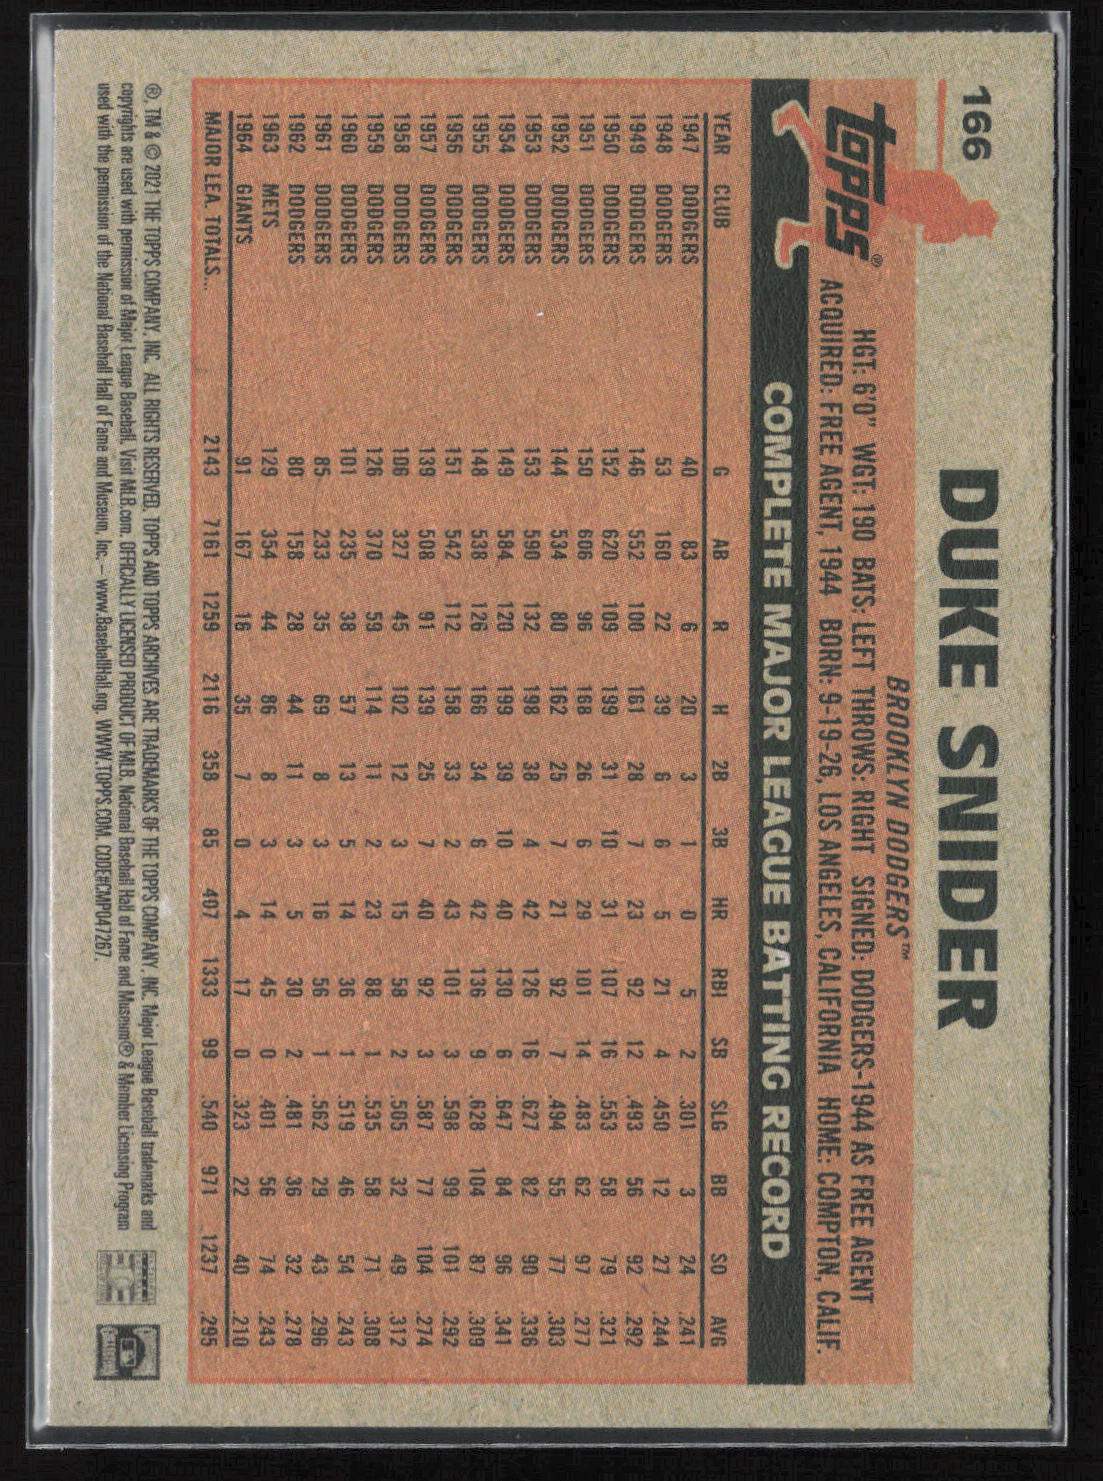 166
DUKE SNIDER
BROOKLYN DODGERS™
TOPPS®
HGT: 6'0" WGT: 190 BATS: LEFT THROWS: RIGHT SIGNED: DODGERS-1944 AS FREE AGENT
ACQUIRED: FREE AGENT, 1944 BORN: 9-19-26, LOS ANGELES, CALIFORNIA HOME: COMPTON, CALIF.
COMPLETE MAJOR LEAGUE BATTING RECORD
YEAR CLUB G AB R H 2B 3B HR RBI SB SLG BB SO AVG
1947 DODGERS 40 83 6 20 3 1 0 5 2 .301 3 24 .241
1948 DODGERS 53 160 22 39 6 6 5 21 4 .450 12 27 .244
1949 DODGERS 146 552 100 161 28 7 23 92 12 .493 56 92 .292
1950 DODGERS 152 620 109 199 31 10 31 107 16 .553 58 79 .321
1951 DODGERS 150 606 96 168 26 6 29 101 14 .483 62 97 .277
1952 DODGERS 144 534 80 162 25 7 21 92 7 .494 55 77 .303
1953 DODGERS 153 590 132 198 38 4 42 126 16 .627 82 90 .336
1954 DODGERS 149 584 120 199 39 10 40 130 6 .647 84 96 .341
1955 DODGERS 148 538 126 166 34 6 42 136 9 .628 104 87 .309
1956 DODGERS 151 542 112 158 33 2 43 101 3 .598 99 101 .292
1957 DODGERS 139 508 91 139 25 7 40 92 3 .587 77 104 .274
1958 DODGERS 106 327 45 102 12 3 15 58 2 .505 32 49 .312
1959 DODGERS 126 370 59 114 11 2 23 88 1 .535 58 71 .308
1960 DODGERS 101 235 38 57 13 5 14 36 1 .519 46 54 .243
1961 DODGERS 85 233 35 69 8 3 16 56 1 .562 29 43 .296
1962 DODGERS 80 158 28 44 11 3 5 30 2 .481 36 32 .278
1963 METS 129 354 44 86 8 3 14 45 0 .401 56 74 .243
1964 GIANTS 91 167 16 35 7 0 4 17 0 .323 22 40 .210
MAJOR LEA. TOTALS... 2143 7161 1259 2116 358 85 407 1333 99 .540 971 1237 .295
®, TM & © 2021 THE TOPPS COMPANY, INC. ALL RIGHTS RESERVED. TOPPS AND TOPPS ARCHIVES ARE TRADEMARKS OF THE TOPPS COMPANY, INC. Major League Baseball trademarks and
copyrights are used with permission of Major League Baseball. Visit MLB.com. OFFICIALLY LICENSED PRODUCT OF MLB. National Baseball Hall of Fame and Museum® & Member Licensing Program
used with the permission of the National Baseball Hall of Fame and Museum, Inc. – www.BaseballHall.org. WWW.TOPPS.COM. CODE#CMP047267.